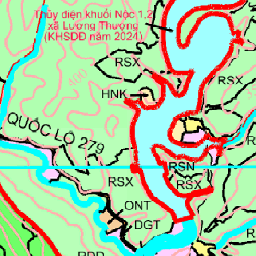 Thủy điện khuổi Nộc 1,2
xã Lương Thượng
(KHSDĐ năm 2024)
RSX
RSX
HNK
400
QUỐC LỘ 279
RSN
RSX
RSX
ONT
DGT